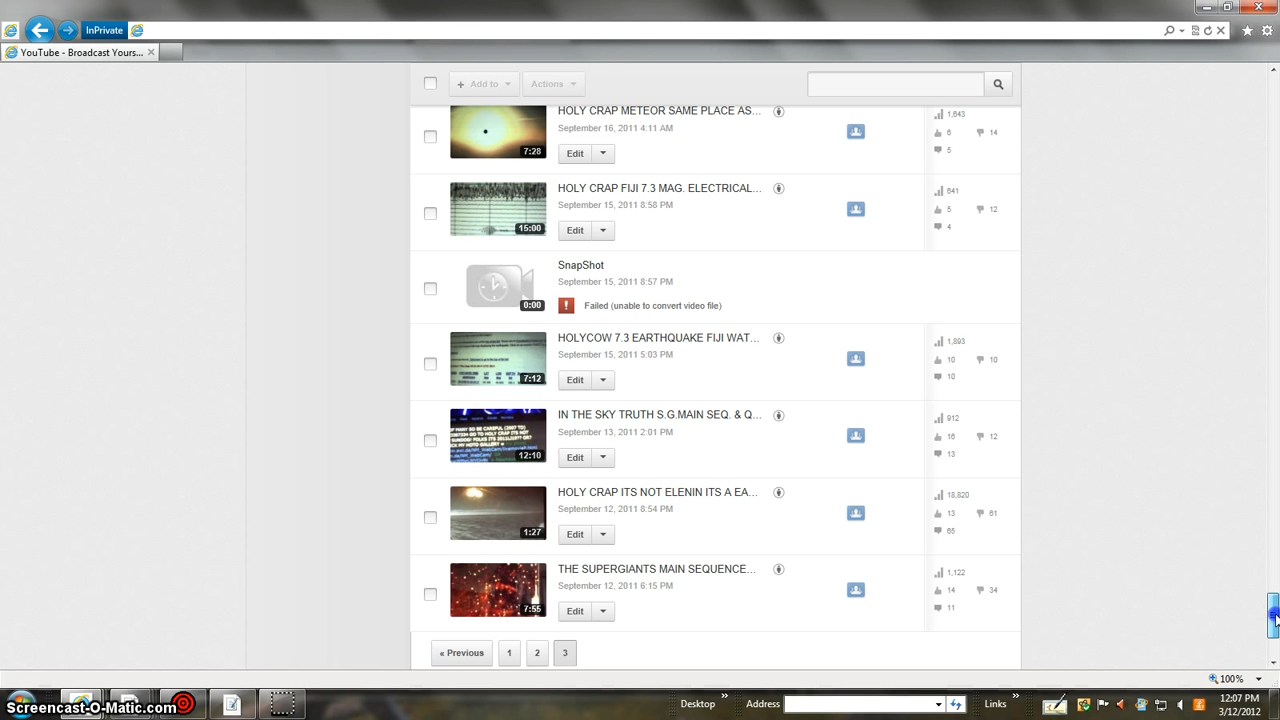 InPrivate
YouTube - Broadcast Yours...
+ Add to
Actions
HOLY CRAP METEOR SAME PLACE AS...
September 16, 2011 4:11 AM
Edit
7:28
1,643
6 14
5
HOLY CRAP FIJI 7.3 MAG. ELECTRICAL...
September 15, 2011 8:58 PM
Edit
15:00
641
5 12
4
SnapShot
September 15, 2011 8:57 PM
0:00
! Failed (unable to convert video file)
HOLYCOW 7.3 EARTHQUAKE FIJI WAT...
September 15, 2011 5:03 PM
Edit
7:12
1,893
10 10
10
IN THE SKY TRUTH S.G.MAIN SEQ. & Q...
September 13, 2011 2:01 PM
Edit
12:10
912
16 12
13
HOLY CRAP ITS NOT ELENIN ITS A EA...
September 12, 2011 8:54 PM
Edit
1:27
18,820
13 61
65
THE SUPERGIANTS MAIN SEQUENCE...
September 12, 2011 6:15 PM
Edit
7:55
1,122
14 34
11
« Previous 1 2 3
100%
Desktop » Address Links »
12:07 PM
3/12/2012
Screencast-O-Matic.com